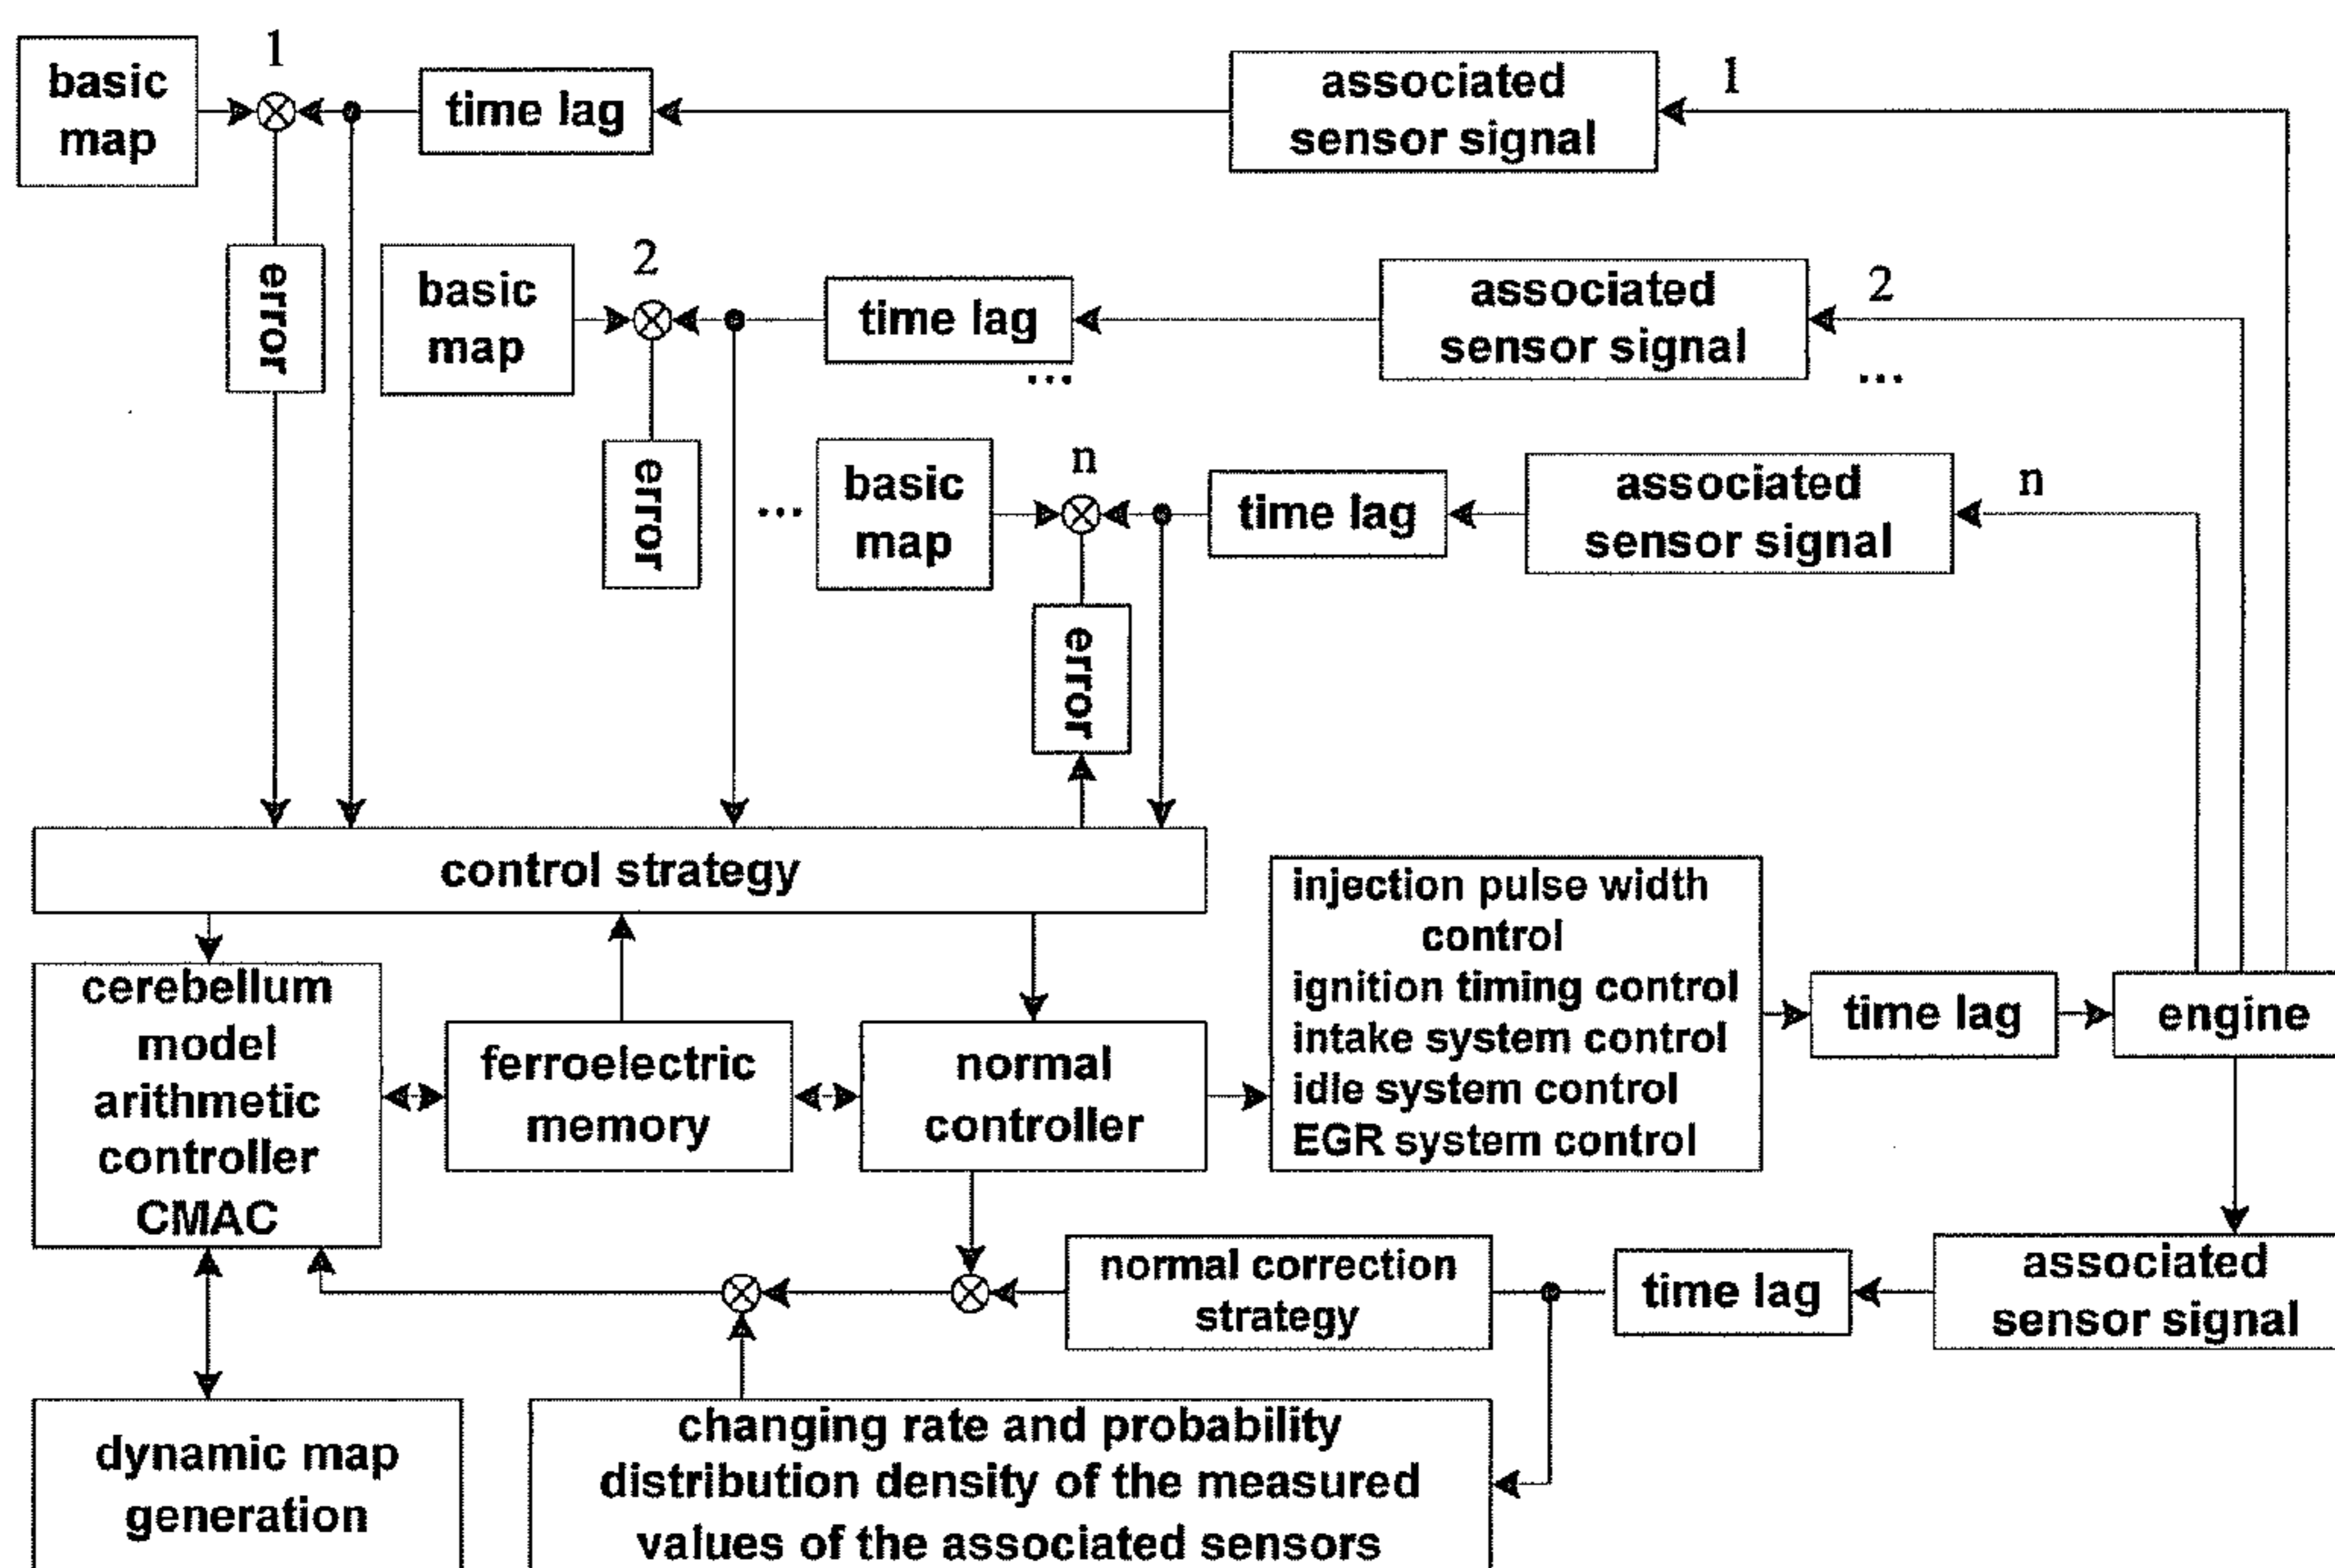 1
basic
map
time lag
associated
sensor signal
1
error
basic
map
2
time lag
...
associated
sensor signal
2
...
error
...
basic
map
n
time lag
associated
sensor signal
n
error
control strategy
cerebellum
model
arithmetic
controller
CMAC
ferroelectric
memory
normal
controller
injection pulse width
control
ignition timing control
intake system control
idle system control
EGR system control
time lag
engine
normal correction
strategy
time lag
associated
sensor signal
dynamic map
generation
changing rate and probability
distribution density of the measured
values of the associated sensors